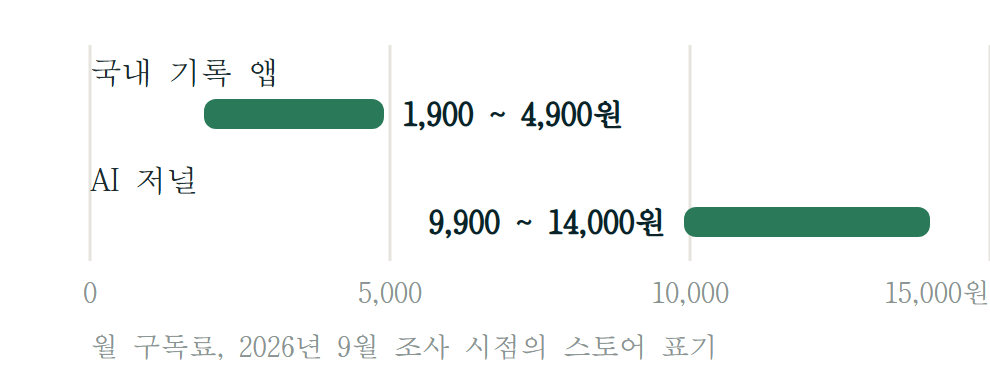 국내 기록 앱
1,900 ~ 4,900원
AI 저널
9,900 ~ 14,000원
0 5,000 10,000 15,000원
월 구독료, 2026년 9월 조사 시점의 스토어 표기